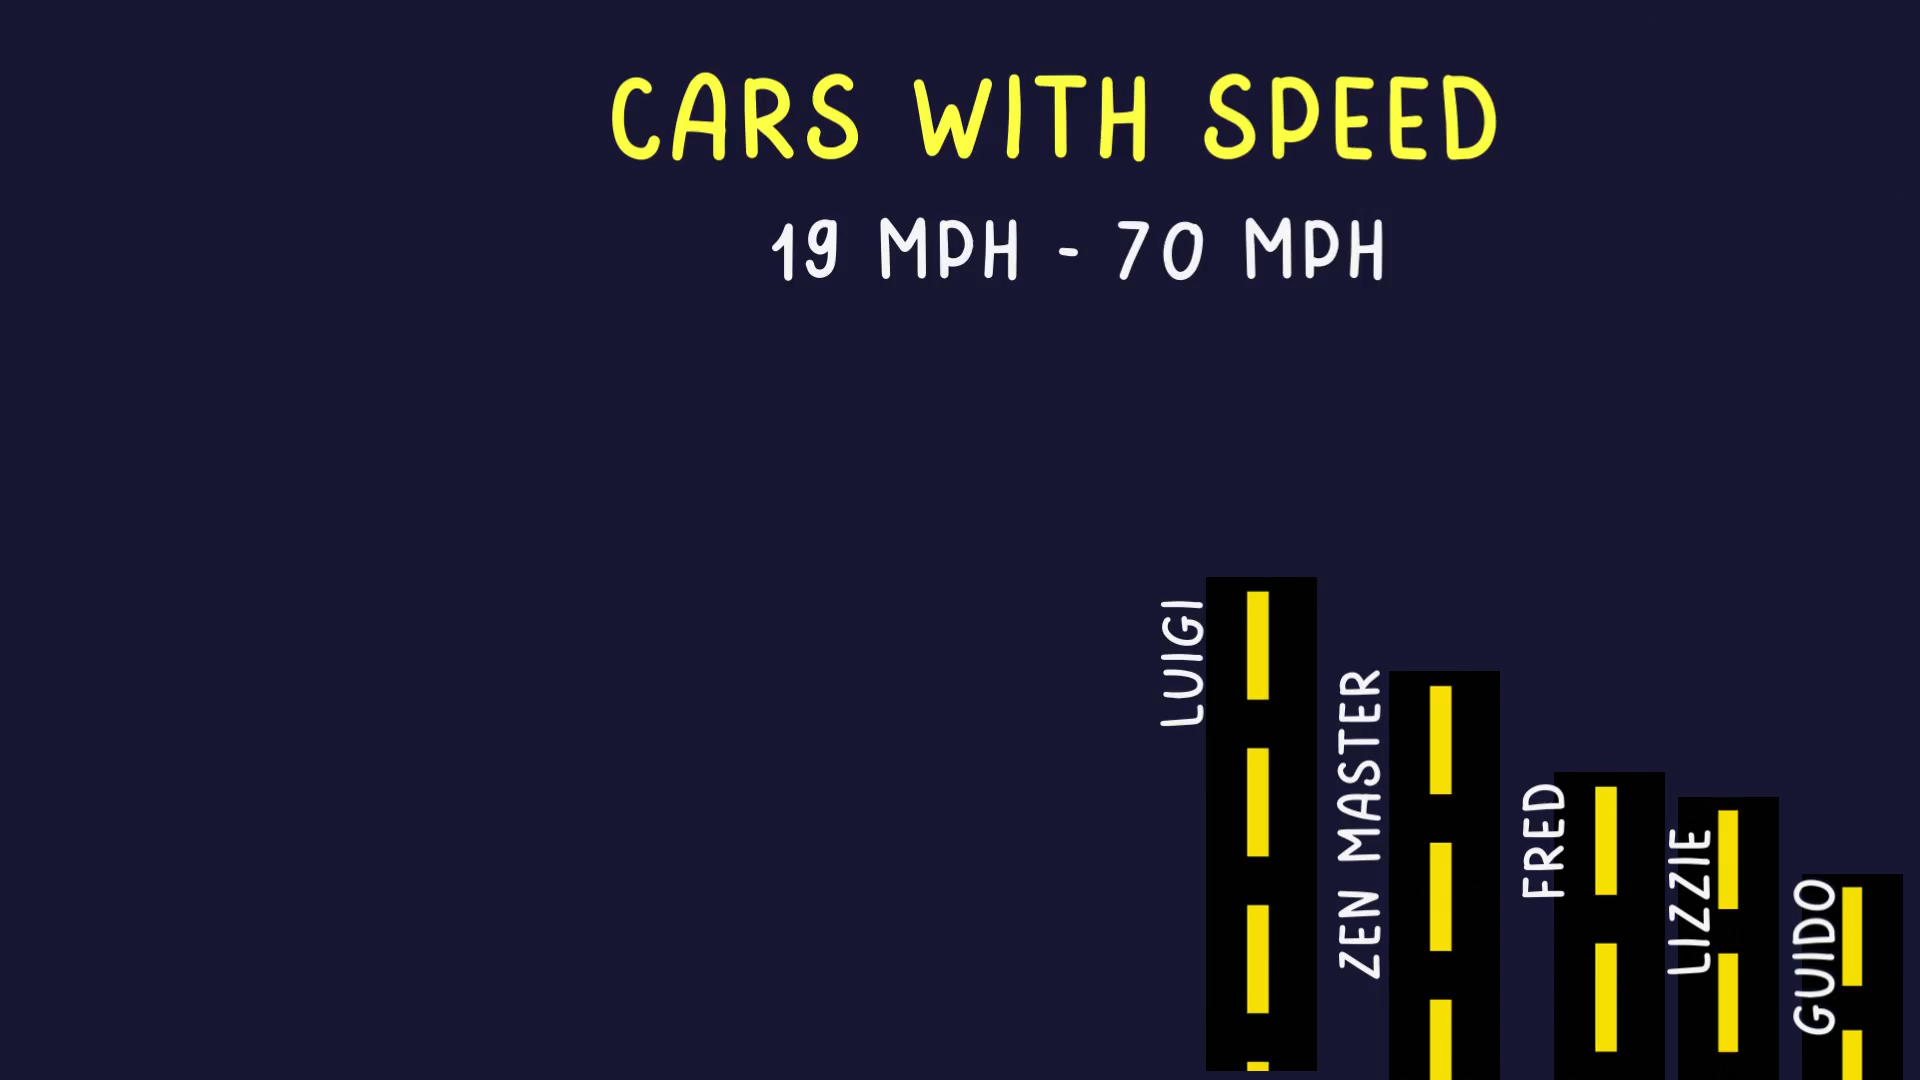 CARS WITH SPEED
19 MPH - 70 MPH
LUIGI
ZEN MASTER
FRED
LIZZIE
GUIDO